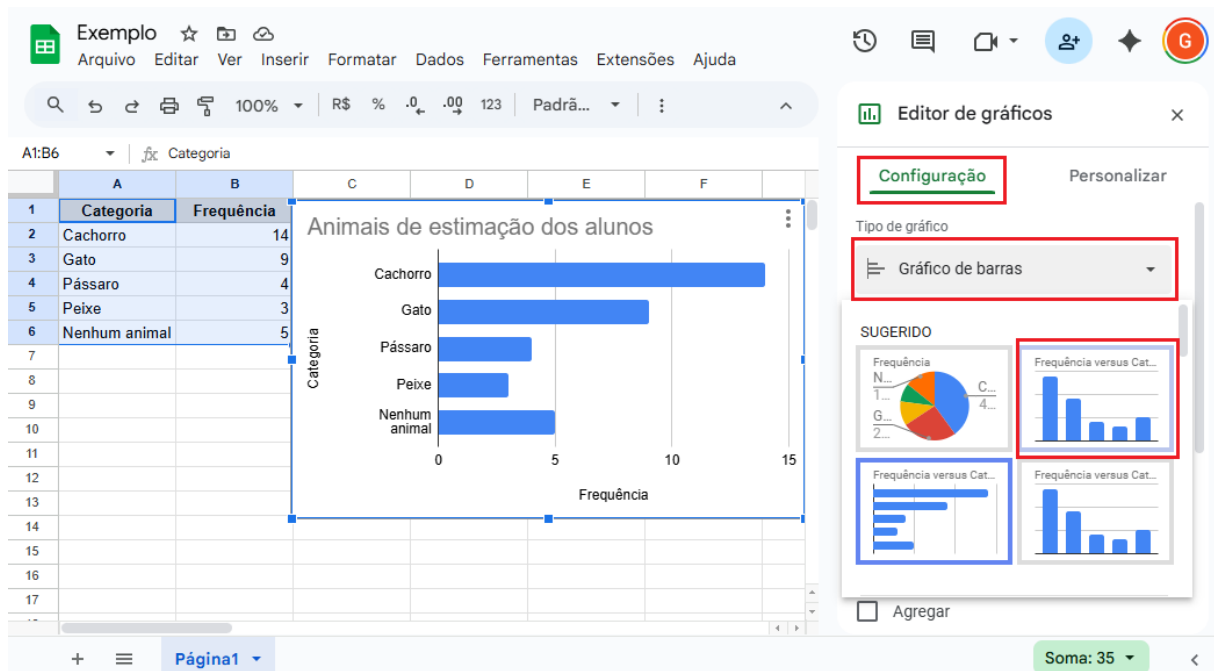 Exemplo
Arquivo Editar Ver Inserir Formatar Dados Ferramentas Extensões Ajuda
G
100% R$ % .0 .00 123 Padrã...
A1:B6 fx Categoria
A B C D E F
1 Categoria Frequência
2 Cachorro 14
3 Gato 9
4 Pássaro 4
5 Peixe 3
6 Nenhum animal 5
7
8
9
10
11
12
13
14
15
16
17
Animais de estimação dos alunos
Categoria
Cachorro
Gato
Pássaro
Peixe
Nenhum
animal
0 5 10 15
Frequência
Editor de gráficos
Configuração Personalizar
Tipo de gráfico
Gráfico de barras
SUGERIDO
Frequência
N...
1...
G...
2...
C...
4...
Frequência versus Cat...
Frequência versus Cat...
Frequência versus Cat...
Agregar
Página1
Soma: 35